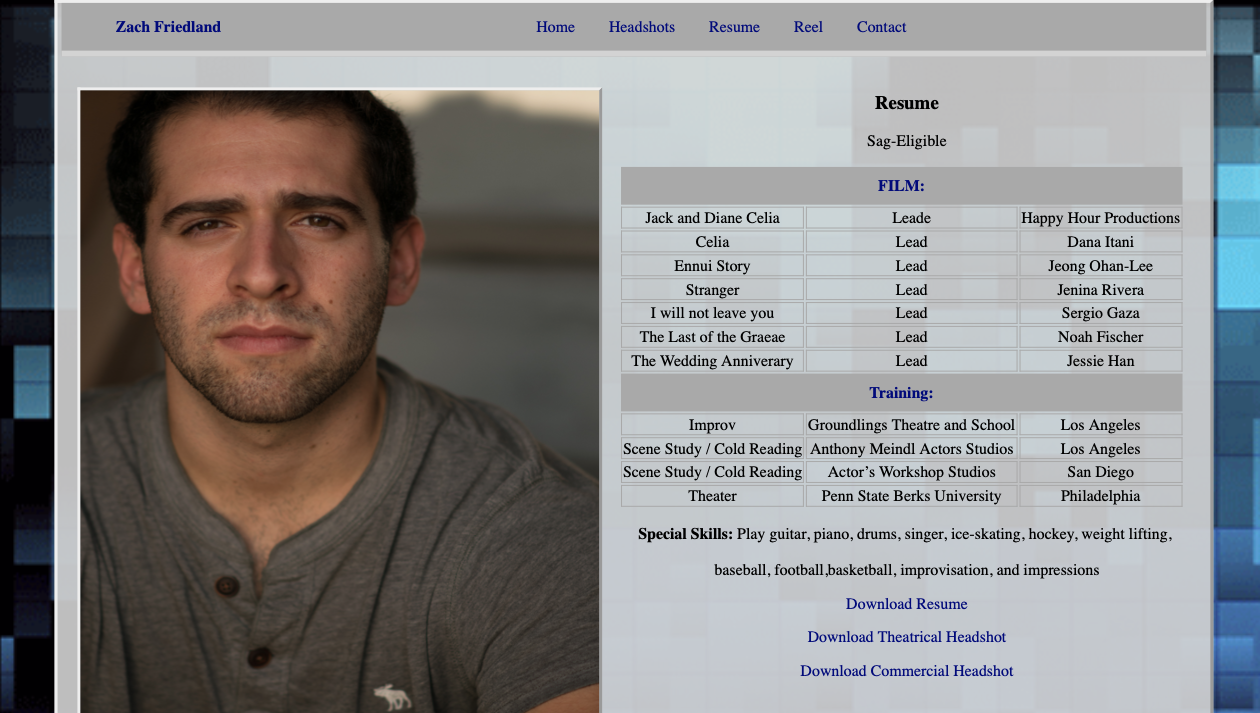 Zach Friedland Home Headshots Resume Reel Contact
Resume
Sag-Eligible
FILM:
Jack and Diane Celia Leade Happy Hour Productions
Celia Lead Dana Itani
Ennui Story Lead Jeong Ohan-Lee
Stranger Lead Jenina Rivera
I will not leave you Lead Sergio Gaza
The Last of the Graeae Lead Noah Fischer
The Wedding Anniverary Lead Jessie Han
Training:
Improv Groundlings Theatre and School Los Angeles
Scene Study / Cold Reading Anthony Meindl Actors Studios Los Angeles
Scene Study / Cold Reading Actor’s Workshop Studios San Diego
Theater Penn State Berks University Philadelphia
Special Skills: Play guitar, piano, drums, singer, ice-skating, hockey, weight lifting,
baseball, football,basketball, improvisation, and impressions
Download Resume
Download Theatrical Headshot
Download Commercial Headshot